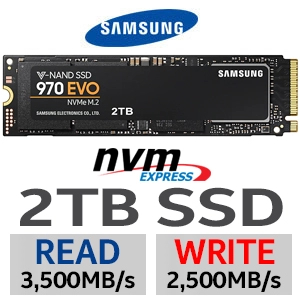 SAMSUNG
V-NAND SSD
970 EVO
NVMe M.2
SAMSUNG ELECTRONICS CO., LTD.
2TB
SAMSUNG
nvm
EXPRESS
2TB SSD
READ
3,500MB/s
WRITE
2,500MB/s